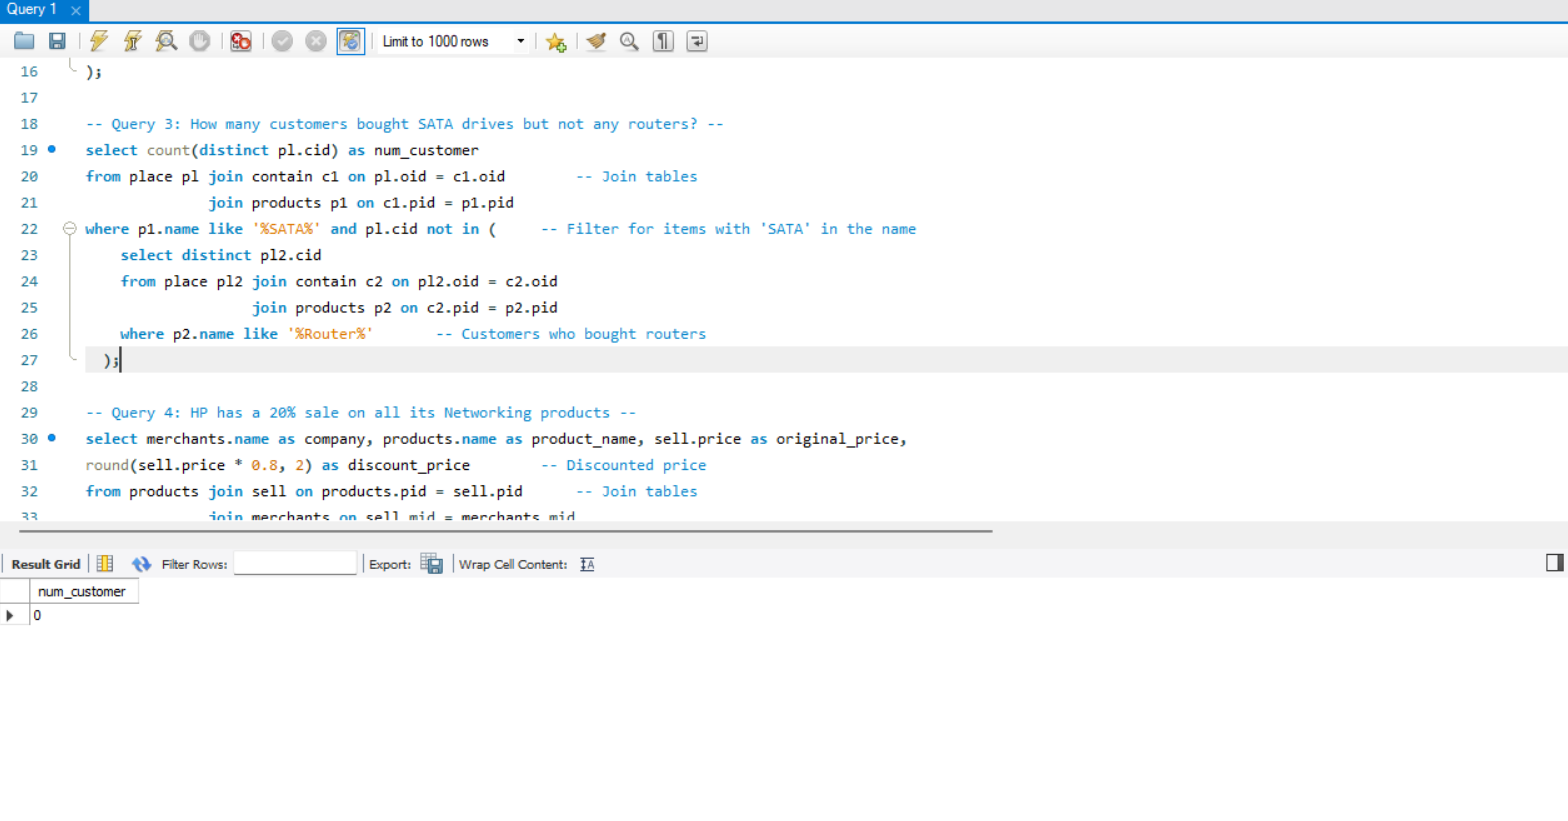 Query 1
Limit to 1000 rows
16 );
17
18 -- Query 3: How many customers bought SATA drives but not any routers? --
19 select count(distinct pl.cid) as num_customer
20 from place pl join contain c1 on pl.oid = c1.oid -- Join tables
21 join products p1 on c1.pid = p1.pid
22 where p1.name like '%SATA%' and pl.cid not in ( -- Filter for items with 'SATA' in the name
23 select distinct pl2.cid
24 from place pl2 join contain c2 on pl2.oid = c2.oid
25 join products p2 on c2.pid = p2.pid
26 where p2.name like '%Router%' -- Customers who bought routers
27 );
28
29 -- Query 4: HP has a 20% sale on all its Networking products --
30 select merchants.name as company, products.name as product_name, sell.price as original_price,
31 round(sell.price * 0.8, 2) as discount_price -- Discounted price
32 from products join sell on products.pid = sell.pid -- Join tables
33 join merchants on sell.mid = merchants.mid
Result Grid Filter Rows: Export: Wrap Cell Content:
num_customer
0